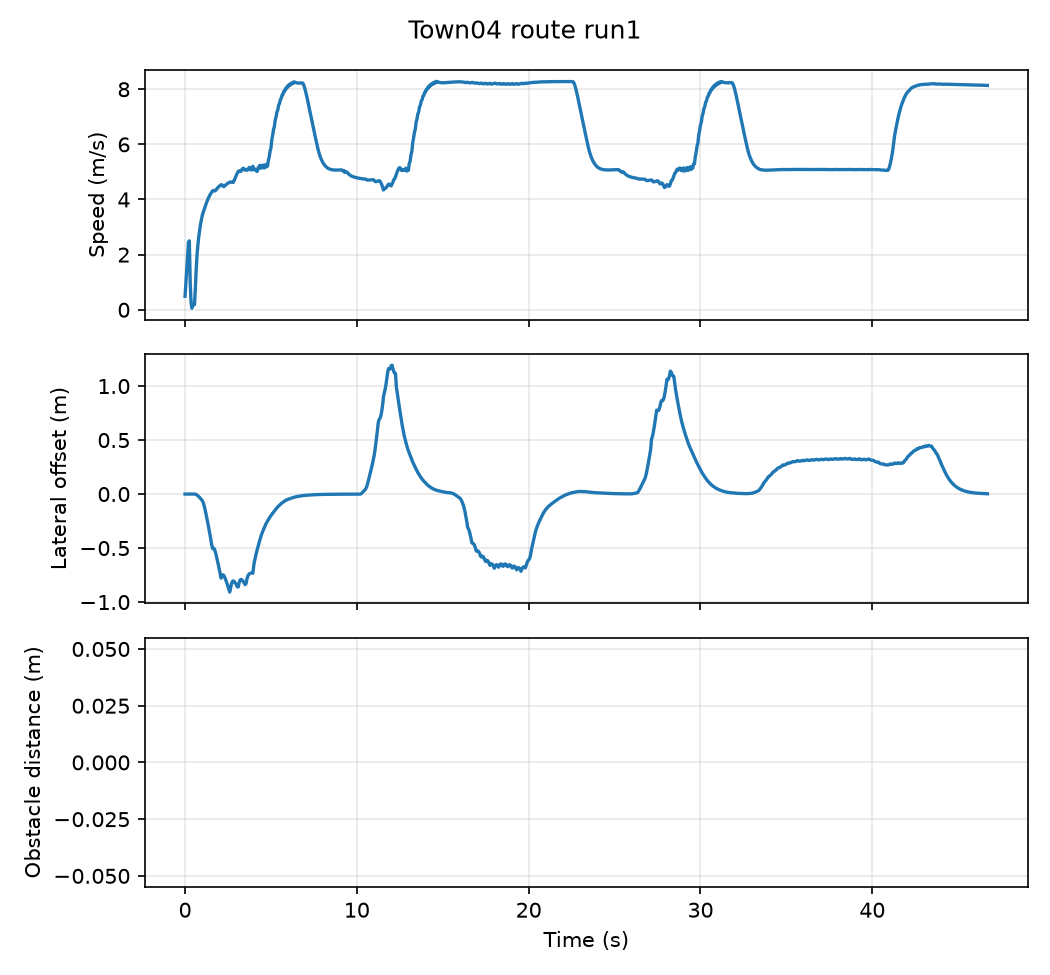 Town04 route run1
8
6
4
2
0
Speed (m/s)
1.0
0.5
0.0
−0.5
−1.0
Lateral offset (m)
0.050
0.025
0.000
−0.025
−0.050
Obstacle distance (m)
0 10 20 30 40
Time (s)